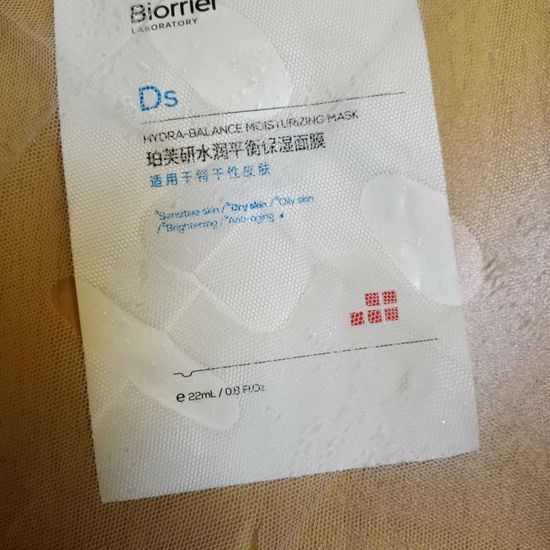 Biorrier
LABORATORY
Ds
HYDRA-BALANCE MOISTURIZING MASK
珀芙研水润平衡保湿面膜
适用于特干性皮肤
Sensitive skin / Dry skin / Oily skin
/ Brightening / Anti-aging
e 22mL / 0.8 Fl.Oz